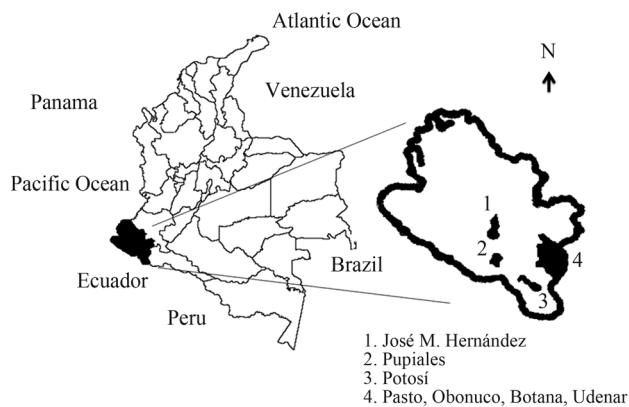 Atlantic Ocean
N
Venezuela
Panama
Pacific Ocean
1
2
4
Brazil
Ecuador
3
Peru
1. José M. Hernández
2. Pupiales
3. Potosí
4. Pasto, Obonuco, Botana, Udenar